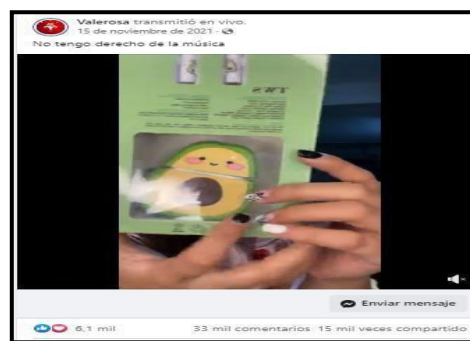 Valerosa transmitió en vivo.
15 de noviembre de 2021 ·
No tengo derecho de la música
TWS
Enviar mensaje
6,1 mil
33 mil comentarios 15 mil veces compartido